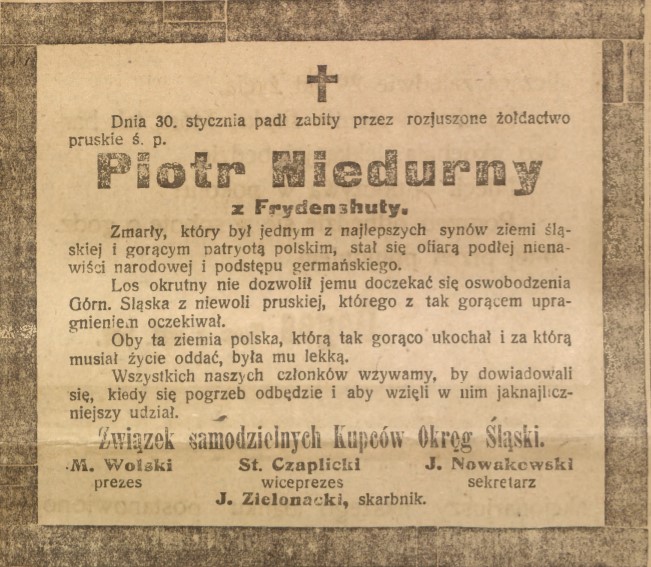 Dnia 30. stycznia padł zabity przez rozjuszone żołdactwo
pruskie ś. p.
Piotr Niedurny
z Frydenshuty.
Zmarły, który był jednym z najlepszych synów ziemi ślą-
skiej i gorącym patryotą polskim, stał się ofiarą podłej niena-
wiści narodowej i podstępu germańskiego.
Los okrutny nie dozwolił jemu doczekać się oswobodzenia
Górn. Śląska z niewoli pruskiej, którego z tak gorącem upra-
gnieniem oczekiwał.
Oby ta ziemia polska, którą tak gorąco ukochał i za którą
musiał życie oddać, była mu lekką.
Wszystkich naszych członków wzywamy, by dowiadowali
się, kiedy się pogrzeb odbędzie i aby wzięli w nim jaknajlicz-
niejszy udział.
Związek samodzielnych Kupców Okręg Śląski.
M. Wolski St. Czaplicki J. Nowakowski
prezes wiceprezes sekretarz
J. Zielonacki, skarbnik.